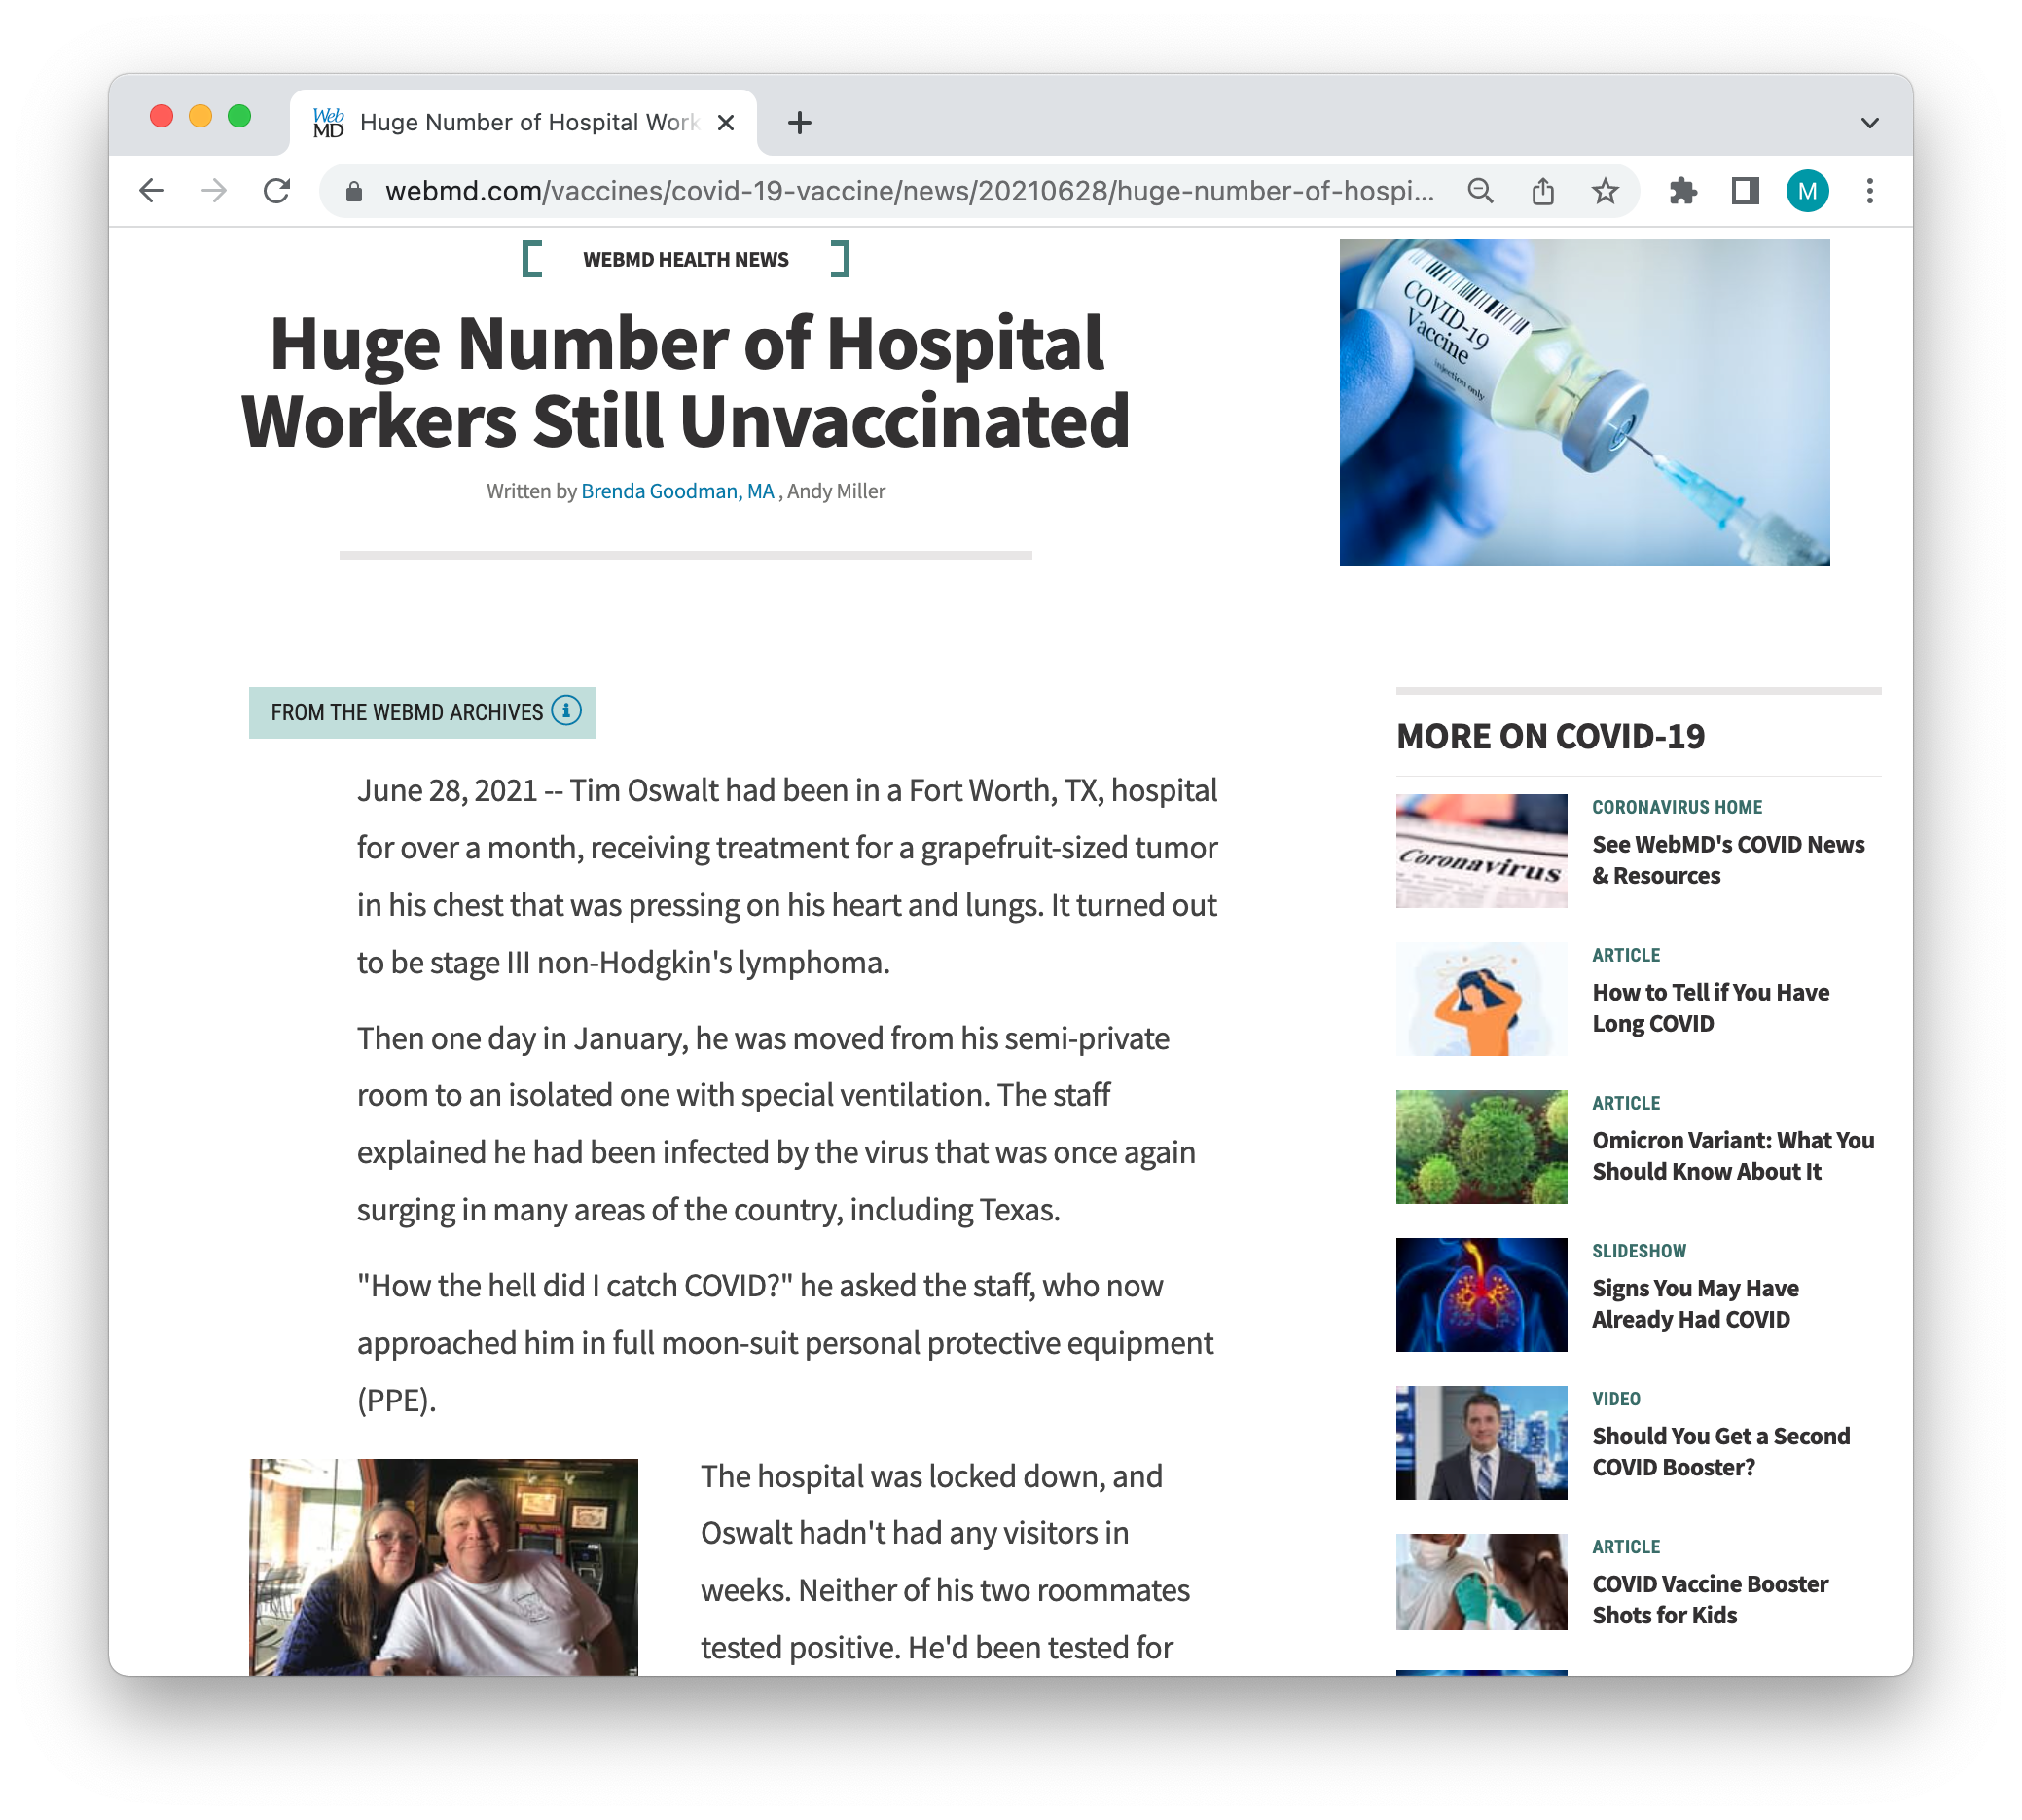 Web
MD
Huge Number of Hospital Work
webmd.com/vaccines/covid-19-vaccine/news/20210628/huge-number-of-hospi...
M
WEBMD HEALTH NEWS
Huge Number of Hospital
Workers Still Unvaccinated
Written by Brenda Goodman, MA , Andy Miller
COVID-19
Vaccine
injection only
FROM THE WEBMD ARCHIVES
June 28, 2021 -- Tim Oswalt had been in a Fort Worth, TX, hospital
for over a month, receiving treatment for a grapefruit-sized tumor
in his chest that was pressing on his heart and lungs. It turned out
to be stage III non-Hodgkin's lymphoma.
Then one day in January, he was moved from his semi-private
room to an isolated one with special ventilation. The staff
explained he had been infected by the virus that was once again
surging in many areas of the country, including Texas.
"How the hell did I catch COVID?" he asked the staff, who now
approached him in full moon-suit personal protective equipment
(PPE).
The hospital was locked down, and
Oswalt hadn't had any visitors in
weeks. Neither of his two roommates
tested positive. He'd been tested for
MORE ON COVID-19
Coronavirus
CORONAVIRUS HOME
See WebMD's COVID News
& Resources
ARTICLE
How to Tell if You Have
Long COVID
ARTICLE
Omicron Variant: What You
Should Know About It
SLIDESHOW
Signs You May Have
Already Had COVID
VIDEO
Should You Get a Second
COVID Booster?
ARTICLE
COVID Vaccine Booster
Shots for Kids